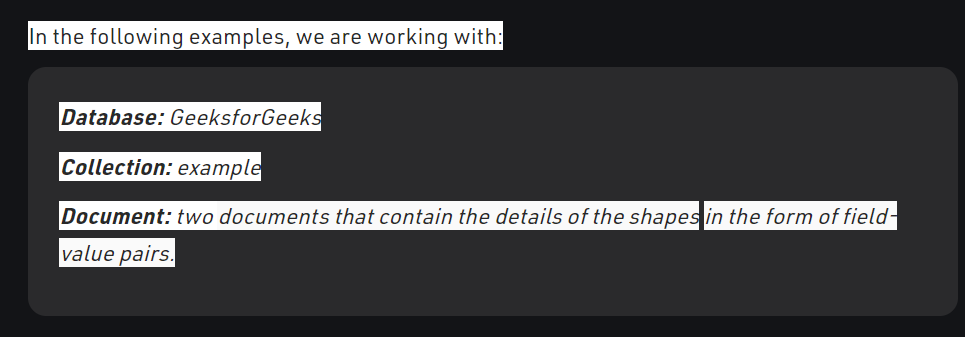 In the following examples, we are working with:
Database: GeeksforGeeks
Collection: example
Document: two documents that contain the details of the shapes in the form of field-
value pairs.